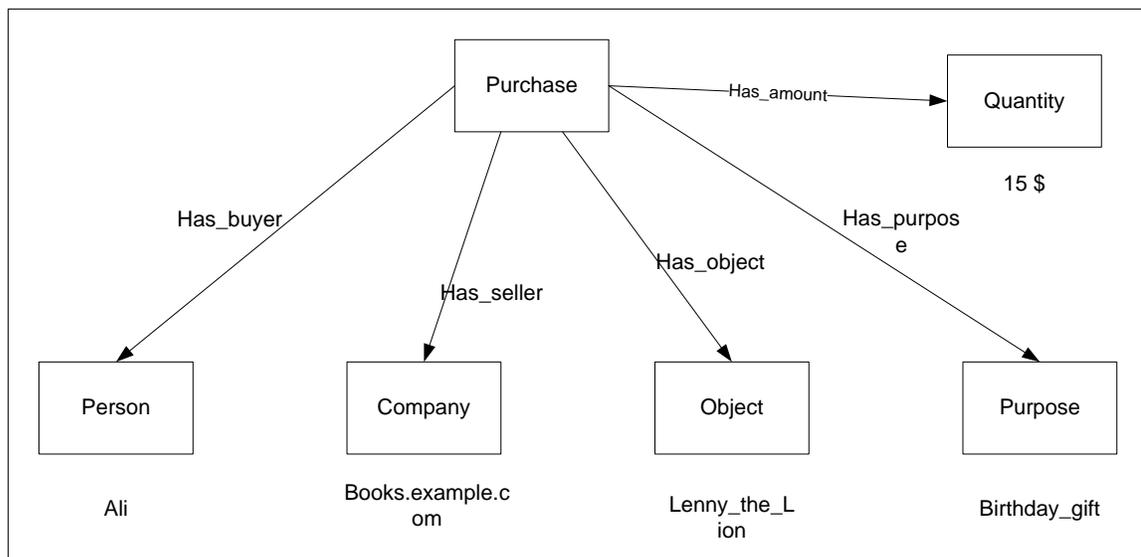 Purchase
Has_amount
Quantity
15 $
Has_buyer
Has_purpos
e
Has_object
Has_seller
Person
Company
Object
Purpose
Ali
Books.example.c
om
Lenny_the_L
ion
Birthday_gift